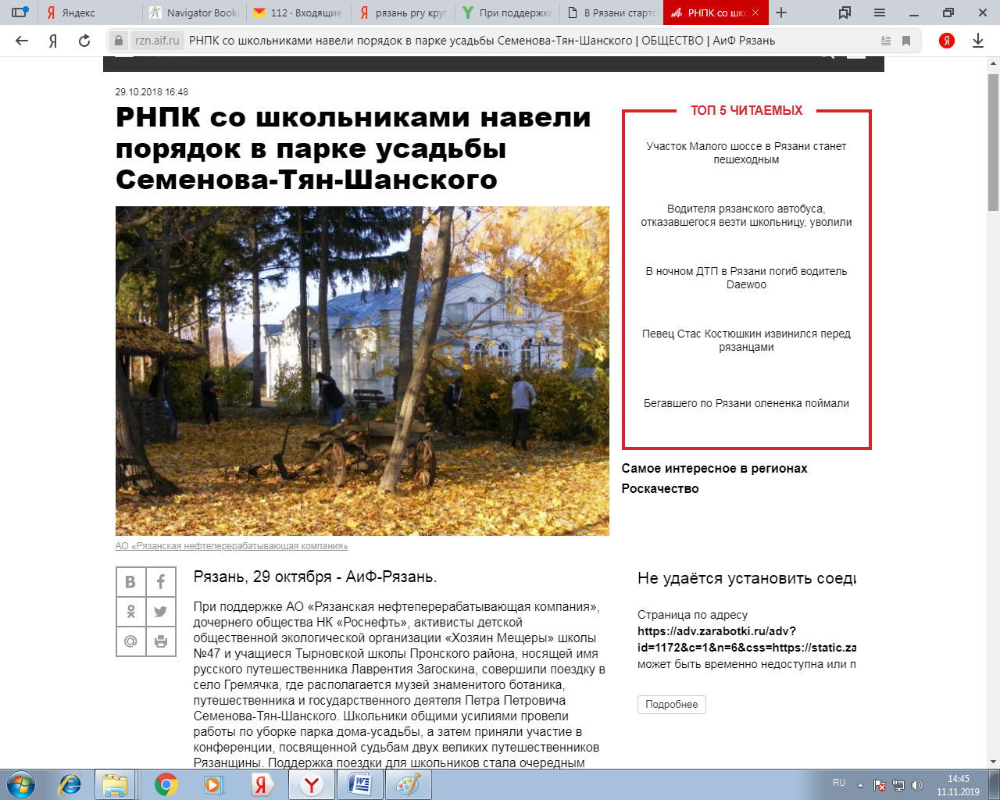 Яндекс
Navigator Booki
112 · Входящие
рязань ргу круг
При поддержке
В Рязани старто
РНПК со шко
rzn.aif.ru
РНПК со школьниками навели порядок в парке усадьбы Семенова-Тян-Шанского | ОБЩЕСТВО | АиФ Рязань
29.10.2018 16:48
РНПК со школьниками навели
порядок в парке усадьбы
Семенова-Тян-Шанского
АО «Рязанская нефтеперерабатывающая компания»
Рязань, 29 октября - АиФ-Рязань.
При поддержке АО «Рязанская нефтеперерабатывающая компания»,
дочернего общества НК «Роснефть», активисты детской
общественной экологической организации «Хозяин Мещеры» школы
№47 и учащиеся Тырновской школы Пронского района, носящей имя
русского путешественника Лаврентия Загоскина, совершили поездку в
село Гремячка, где располагается музей знаменитого ботаника,
путешественника и государственного деятеля Петра Петровича
Семенова-Тян-Шанского. Школьники общими усилиями провели
работы по уборке парка дома-усадьбы, а затем приняли участие в
конференции, посвященной судьбам двух великих путешественников
Рязанщины. Поддержка поездки для школьников стала очередным
ТОП 5 ЧИТАЕМЫХ
Участок Малого шоссе в Рязани станет
пешеходным
Водителя рязанского автобуса,
отказавшегося везти школьницу, уволили
В ночном ДТП в Рязани погиб водитель
Daewoo
Певец Стас Костюшкин извинился перед
рязанцами
Бегавшего по Рязани олененка поймали
Самое интересное в регионах
Роскачество
Не удаётся установить соеди
Страница по адресу
https://adv.zarabotki.ru/adv?
id=1172&c=1&n=6&css=https://static.za
может быть временно недоступна или п
Подробнее
RU
14:45
11.11.2019